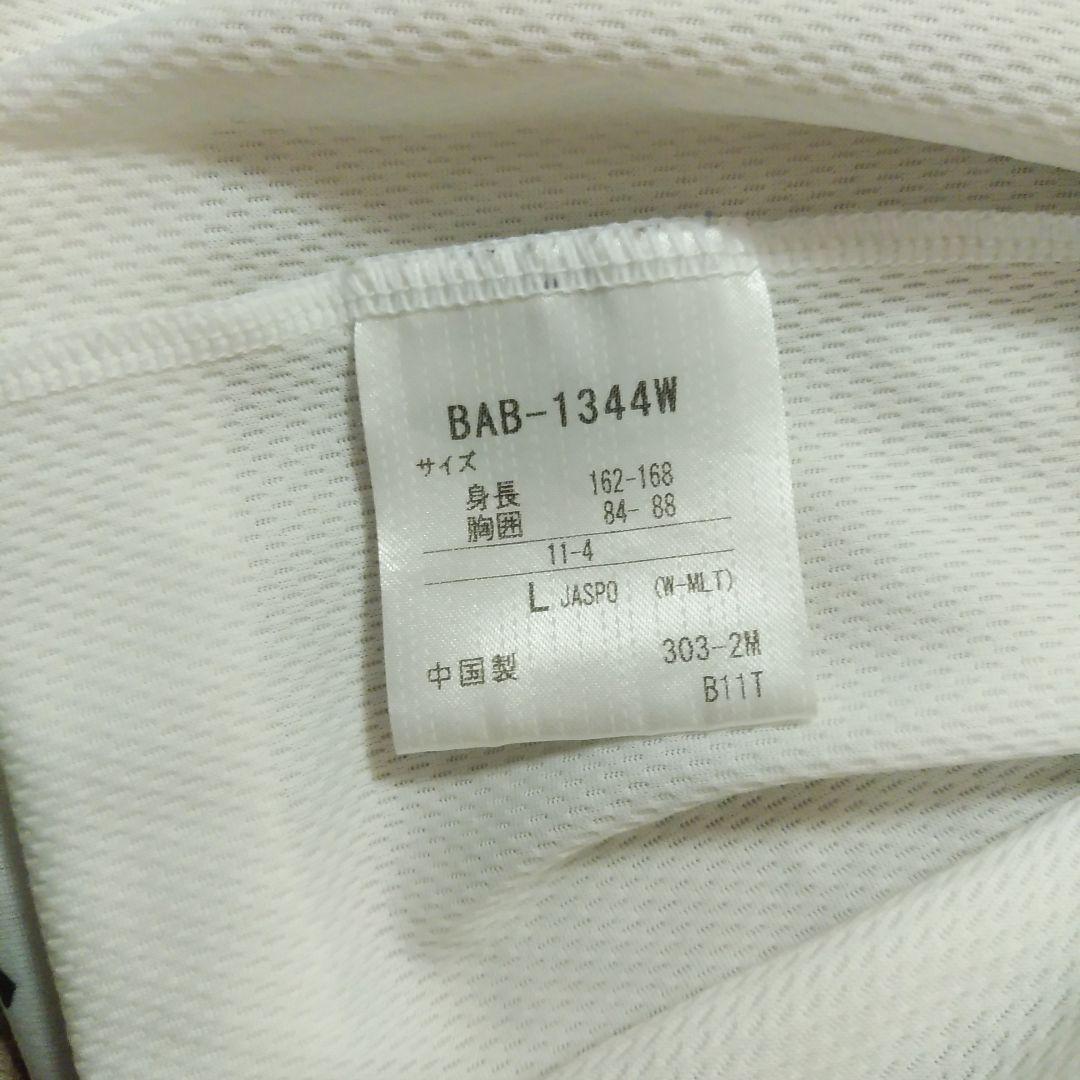 BAB-1344W
サイズ
身長 162-168
胸囲 84- 88
11-4
L JASPO (W-MLT)
中国製 303-2M
B11T